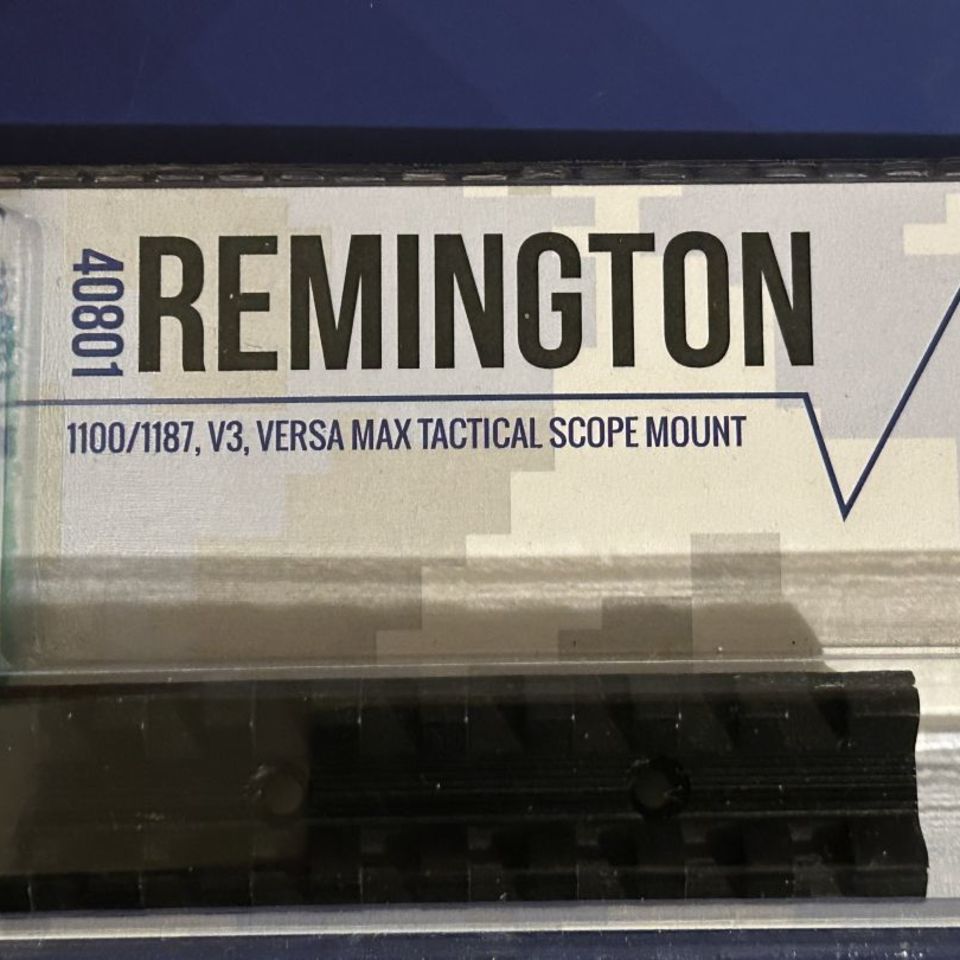 40801
REMINGTON
1100/1187, V3, VERSA MAX TACTICAL SCOPE MOUNT